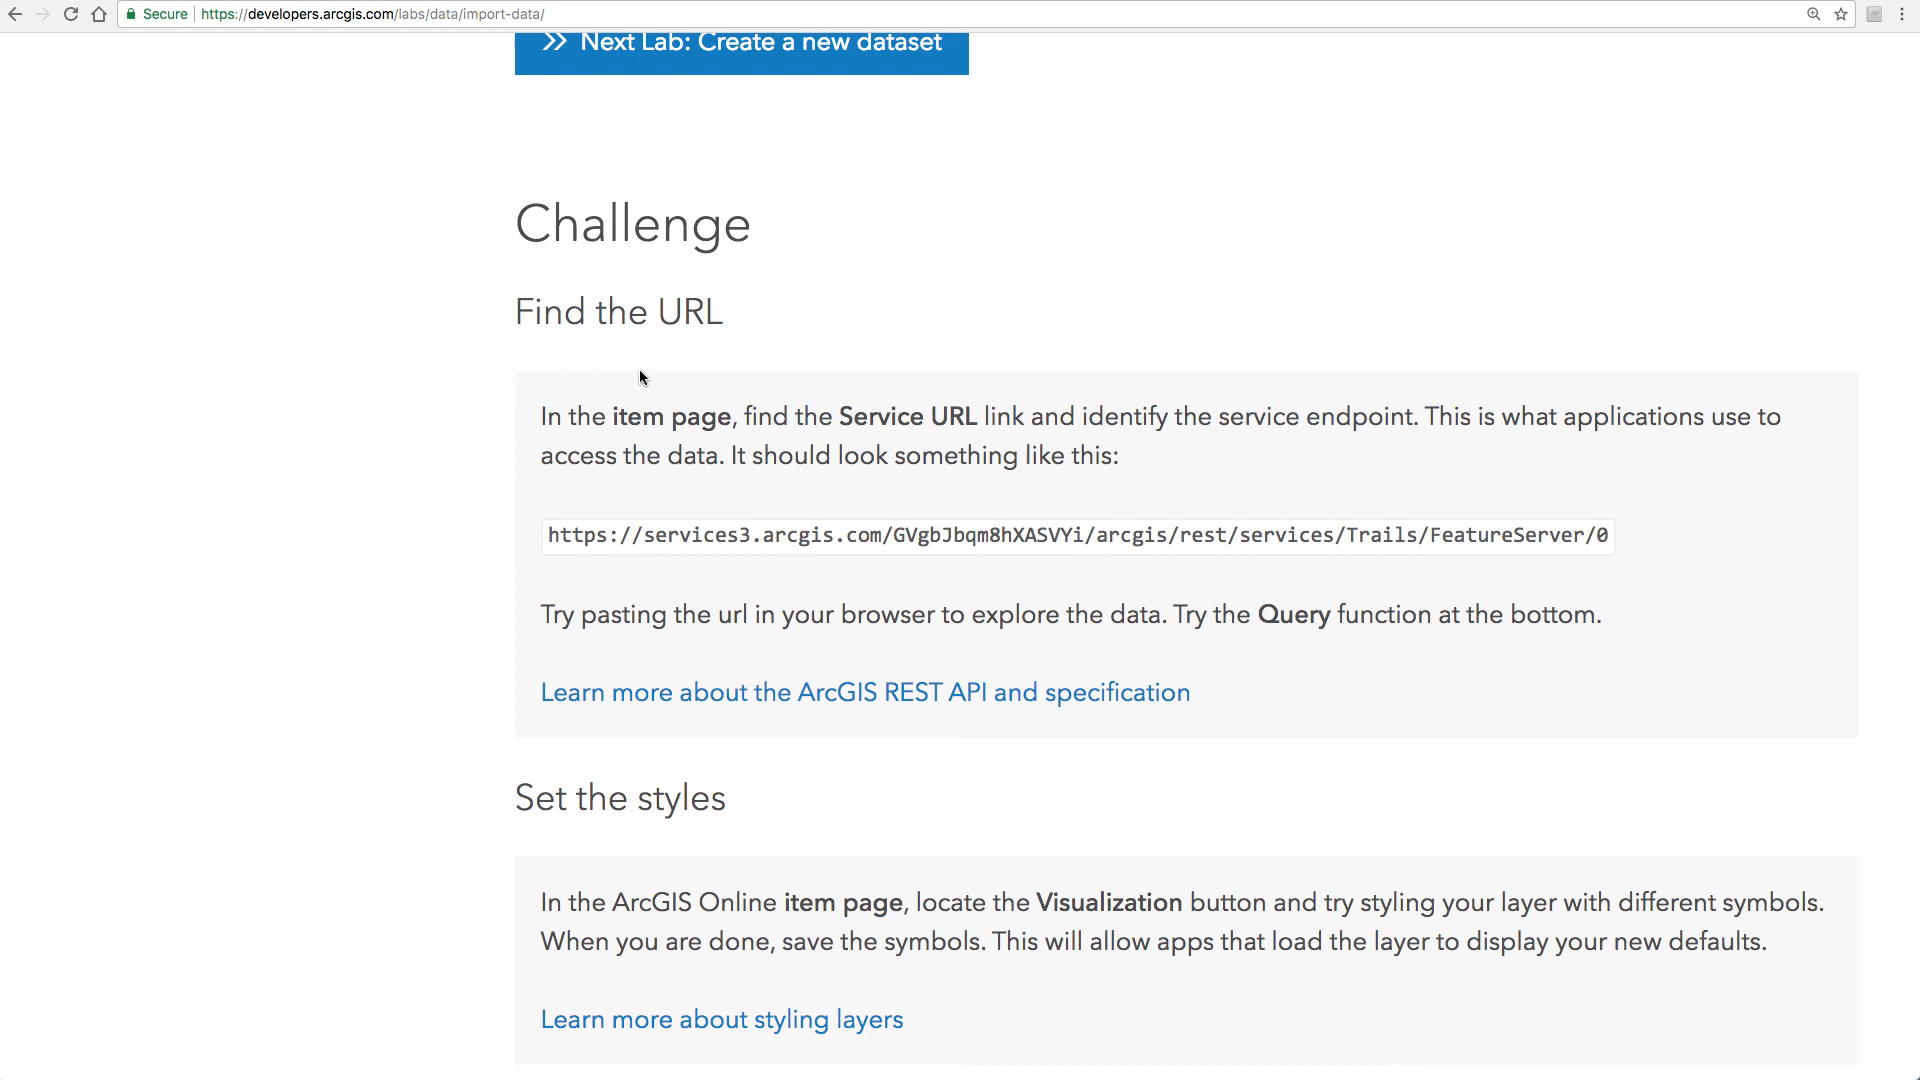 Secure | https://developers.arcgis.com/labs/data/import-data/
Next Lab: Create a new dataset
Challenge
Find the URL
In the item page, find the Service URL link and identify the service endpoint. This is what applications use to
access the data. It should look something like this:
https://services3.arcgis.com/GVgbJbqm8hXASVYi/arcgis/rest/services/Trails/FeatureServer/0
Try pasting the url in your browser to explore the data. Try the Query function at the bottom.
Learn more about the ArcGIS REST API and specification
Set the styles
In the ArcGIS Online item page, locate the Visualization button and try styling your layer with different symbols.
When you are done, save the symbols. This will allow apps that load the layer to display your new defaults.
Learn more about styling layers